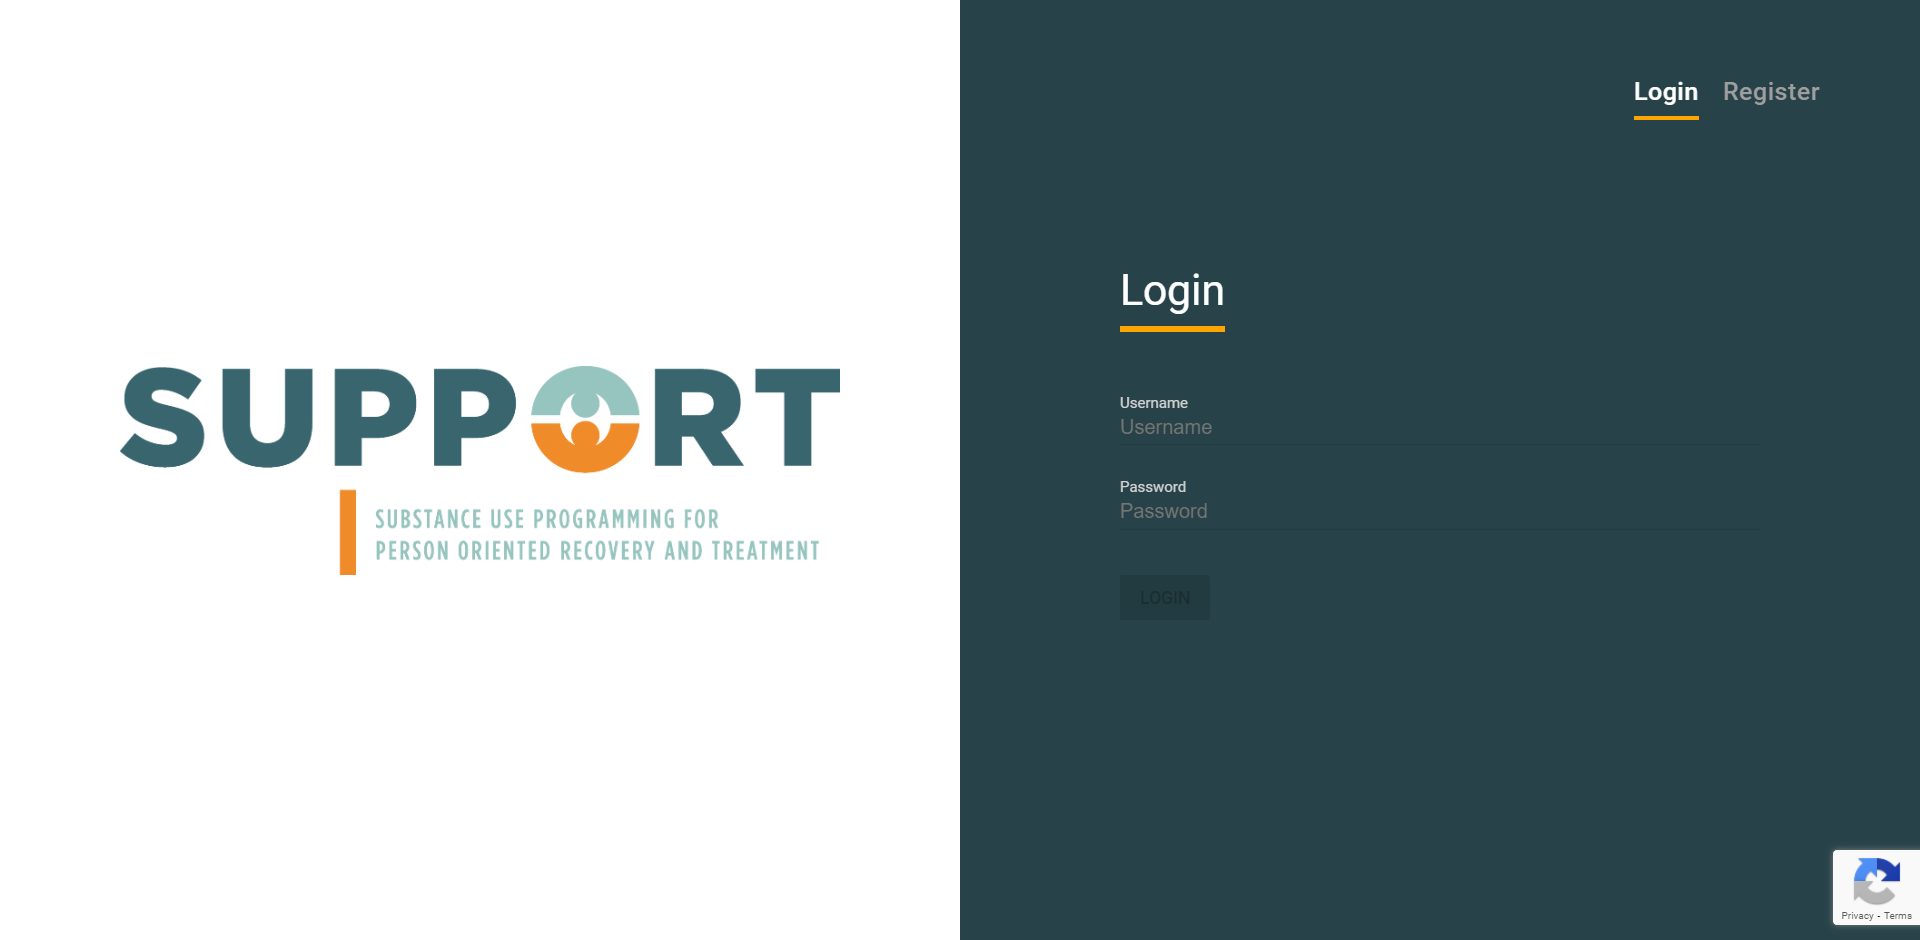 SUPPORT
SUBSTANCE USE PROGRAMMING FOR
PERSON ORIENTED RECOVERY AND TREATMENT
Login Register
Login
Username
Username
Password
Password
LOGIN
Privacy - Terms